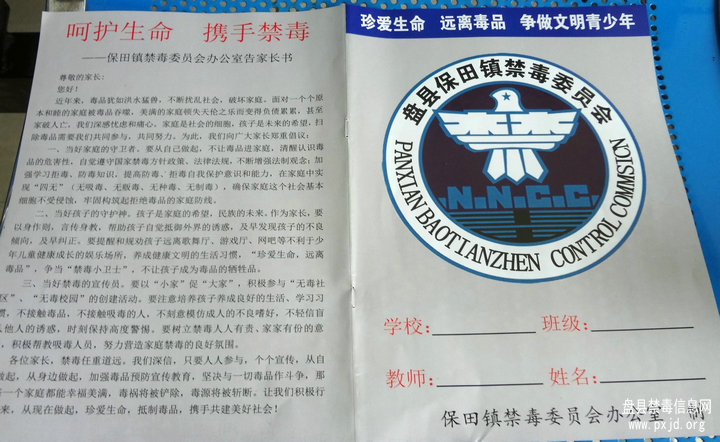 呵护生命 携手禁毒
——保田镇禁毒委员会办公室告家长书
尊敬的家长：
您好！
近年来，毒品犹如洪水猛兽，不断扰乱社会，破坏家庭。面对一个个原
本和睦的家庭被毒品吞噬，美满的家庭顿失天伦之乐而变得负债累累，甚至
家破人亡，我们深感忧虑和痛心。家庭是社会的细胞，孩子是未来的希望，扫
除毒品需要我们共同参与，共同努力。为此，我们向广大家长郑重倡议：
一、当好家庭的守卫者。要从自己做起，不让毒品进家庭，清醒认识毒
品的危害性，自觉遵守国家禁毒方针政策、法律法规，不断增强法制观念；加
强学习拒毒、防毒知识，提高防毒、拒毒自我保护意识和能力，在家庭中实
现“四无”（无吸毒、无贩毒、无种毒、无制毒），确保家庭这个社会基本
细胞不受侵蚀，牢固构筑起拒绝毒品的家庭防线。
二、当好孩子的守护神。孩子是家庭的希望，民族的未来。作为家长，要
以身作则，言传身教，帮助孩子自觉抵御外界的诱惑，及早发现孩子的不良
倾向，及早纠正。要提醒和规劝孩子远离歌舞厅、游戏厅、网吧等不利于少
年儿童健康成长的娱乐场所，养成健康文明的生活习惯，“珍爱生命，远离
毒品”，争当“禁毒小卫士”，不让孩子成为毒品的牺牲品。
三、当好禁毒的宣传员。要以“小家”促“大家”，积极参与“无毒社
区”、“无毒校园”的创建活动。要注意培养孩子养成良好的生活、学习习
惯，不接触毒品，不接触吸毒的人，不刻意模仿成人的不良嗜好，不轻信盲
从他人的诱惑，时刻保持高度警惕。要树立禁毒人人有责、家家有份的意
，积极帮教吸毒人员，努力营造家庭禁毒的良好氛围。
各位家长，禁毒任重道远。我们深信，只要人人参与，个个宣传，从自
做起，从身边做起，加强毒品预防宣传教育，坚决与一切毒品作斗争，那
每一个家庭都能幸福美满，毒祸将被铲除，毒源将被斩断。让我们积极行
来，从现在做起，珍爱生命，抵制毒品，携手共建美好社会！
珍爱生命 远离毒品 争做文明青少年
盘县保田镇禁毒委员会
N.N.C.C.
PANXIAN BAOTIANZHEN CONTROL COMMSION
学校： 班级：
教师： 姓名：
保田镇禁毒委员会办公室 制
盘县禁毒信息网
www.pxjd.org